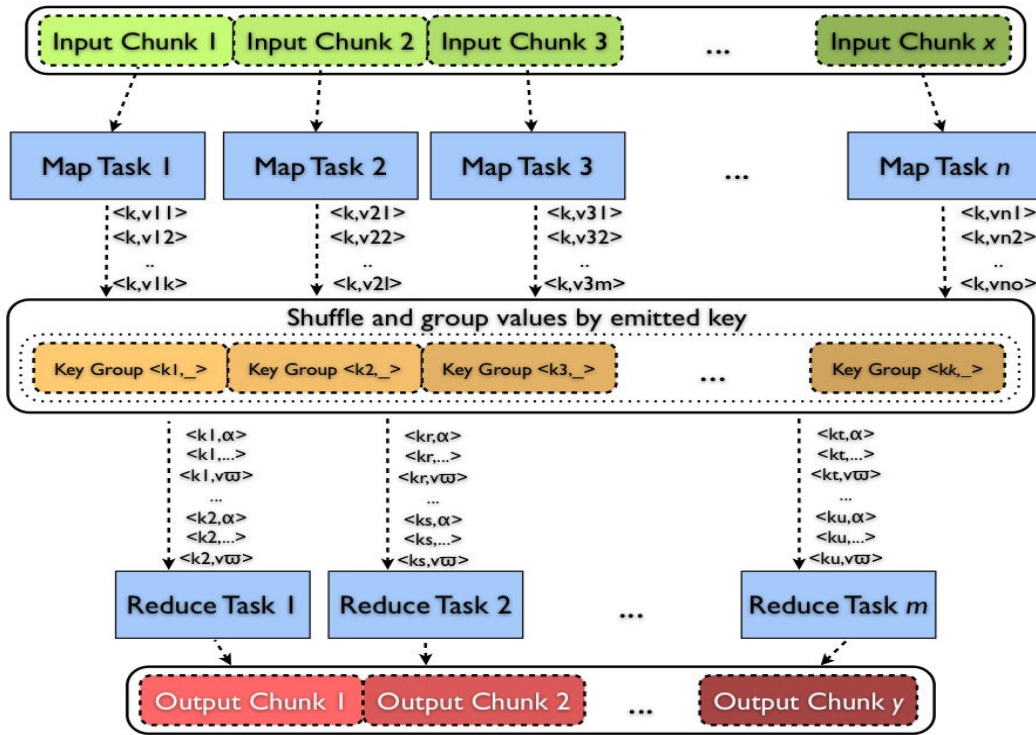 Input Chunk 1 Input Chunk 2 Input Chunk 3 ... Input Chunk x
Map Task 1 Map Task 2 Map Task 3 ... Map Task n
<k,v11> <k,v21> <k,v31> <k,vn1>
<k,v12> <k,v22> <k,v32> <k,vn2>
.. .. .. ..
<k,v1k> <k,v2l> <k,v3m> <k,vno>
Shuffle and group values by emitted key
Key Group <k1,_> Key Group <k2,_> Key Group <k3,_> ... Key Group <kk,_>
<k1,α> <kr,α> <kt,α>
<k1,...> <kr,...> <kt,...>
<k1,vϖ> <kr,vϖ> <kt,vϖ>
... ... ...
<k2,α> <ks,α> <ku,α>
<k2,...> <ks,...> <ku,...>
<k2,vϖ> <ks,vϖ> <ku,vϖ>
Reduce Task 1 Reduce Task 2 ... Reduce Task m
Output Chunk 1 Output Chunk 2 ... Output Chunk y